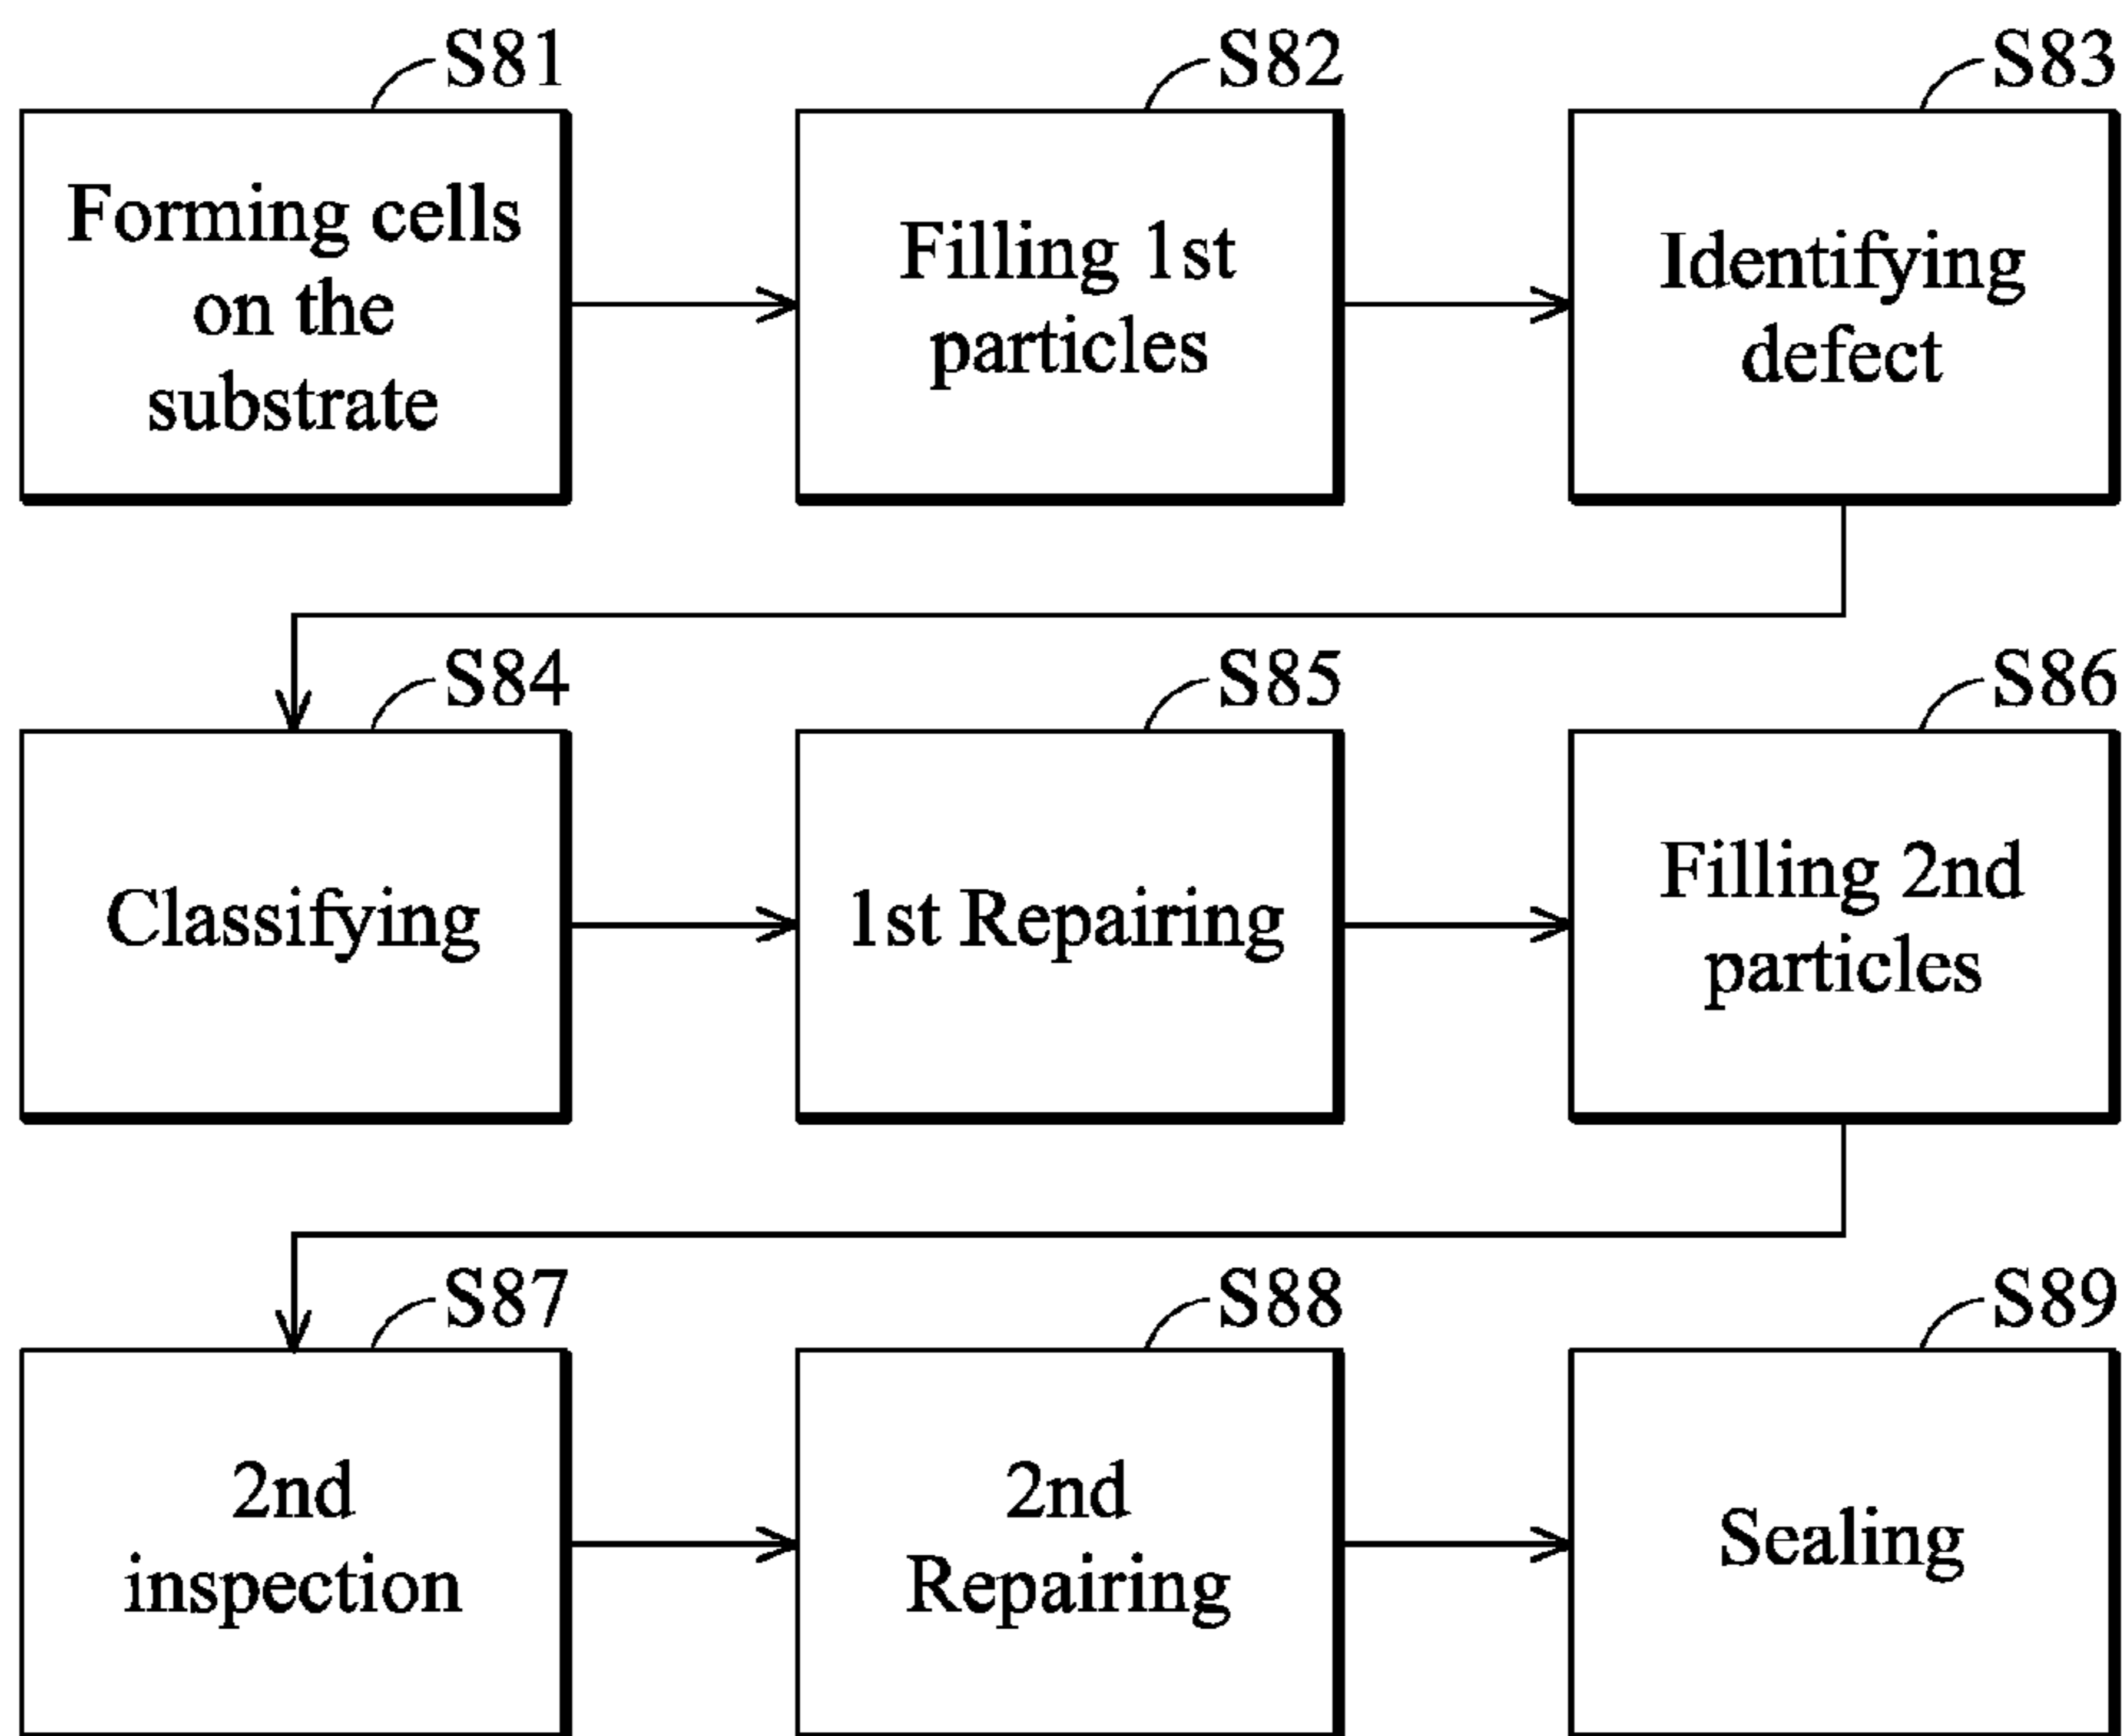 S81
Forming cells
on the
substrate
S82
Filling 1st
particles
S83
Identifying
defect
S84
Classifying
S85
1st Repairing
S86
Filling 2nd
particles
S87
2nd
inspection
S88
2nd
Repairing
S89
Sealing